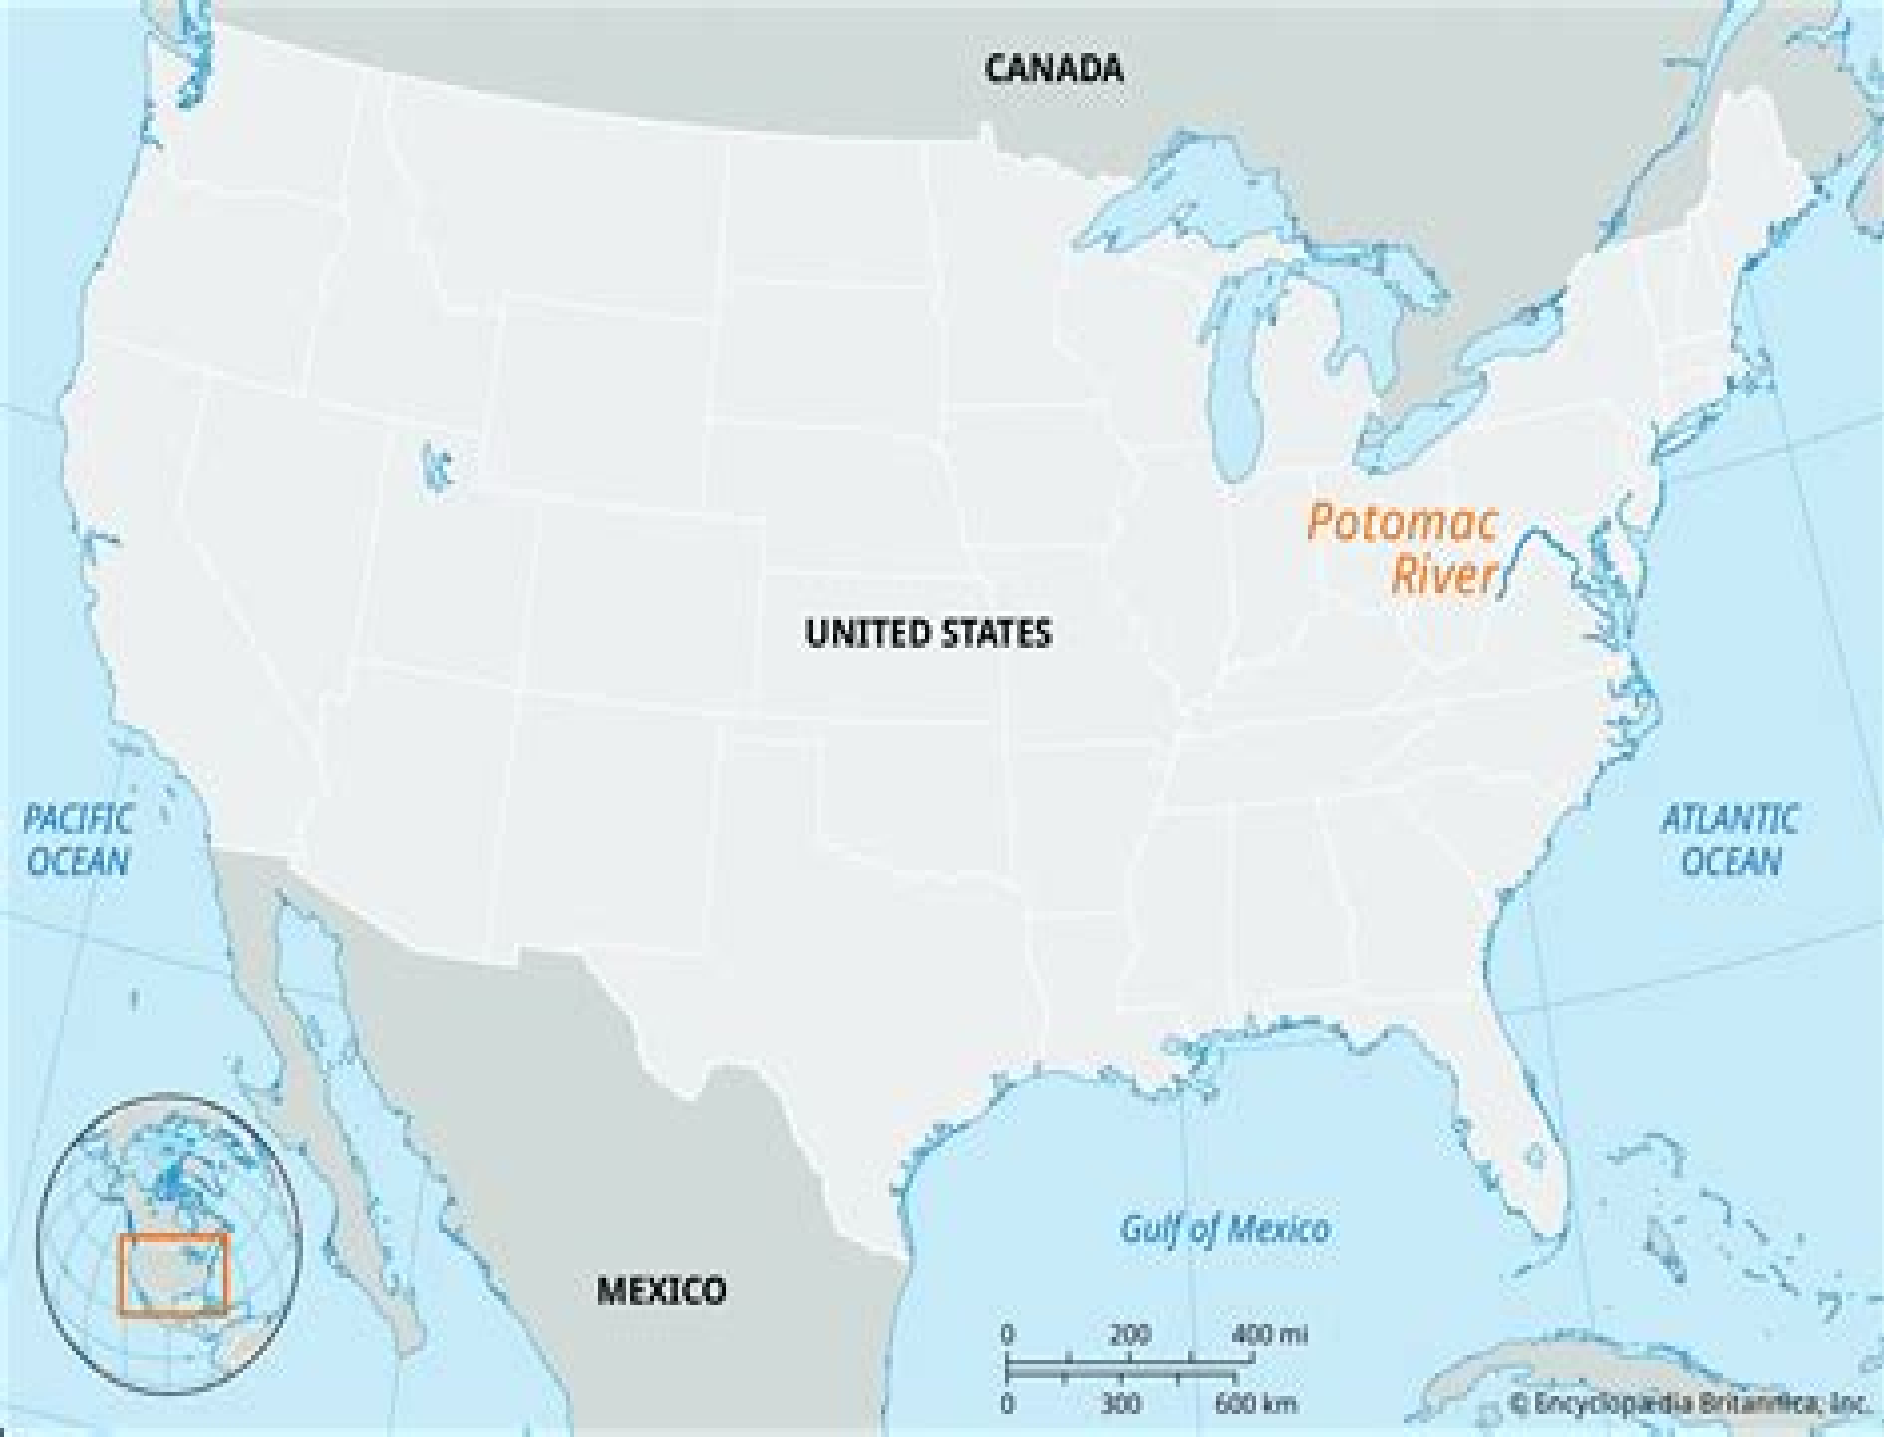 CANADA
Potomac
River
UNITED STATES
PACIFIC
OCEAN
ATLANTIC
OCEAN
Gulf of Mexico
MEXICO
0 200 400 mi
0 300 600 km
© Encyclopædia Britannica, Inc.